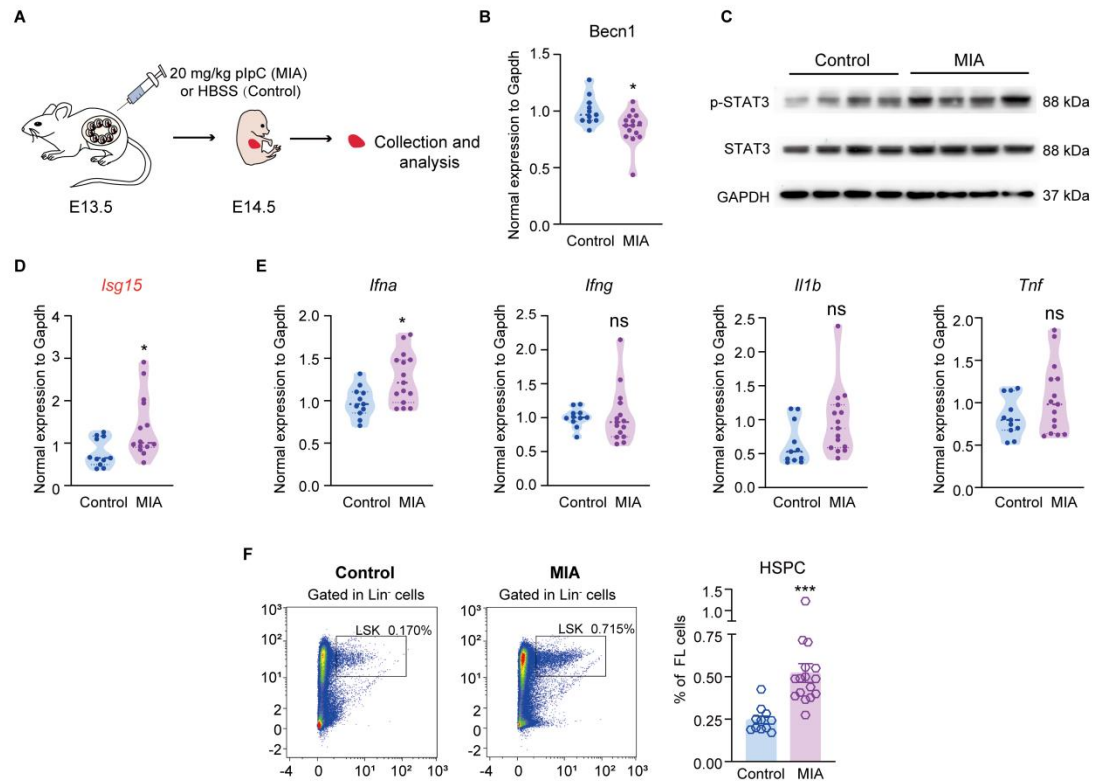 A
20 mg/kg pIpC (MIA)
or HBSS (Control)
Collection and
analysis
E13.5
E14.5
B
Becn1
Normal expression to Gapdh
1.5
*
1.0
0.5
0.0
Control MIA
C
Control MIA
p-STAT3 88 kDa
STAT3 88 kDa
GAPDH 37 kDa
D
Isg15
Normal expression to Gapdh
4
3
*
2
1
0
Control MIA
E
Ifna
Normal expression to Gapdh
2.0
*
1.5
1.0
0.5
0.0
Control MIA
Ifng
Normal expression to Gapdh
2.5
ns
2.0
1.5
1.0
0.5
0.0
Control MIA
Il1b
Normal expression to Gapdh
2.5
ns
2.0
1.5
1.0
0.5
0.0
Control MIA
Tnf
Normal expression to Gapdh
2.0
ns
1.5
1.0
0.5
0.0
Control MIA
F
Control
Gated in Lin⁻ cells
10³
LSK 0.170%
10²
10¹
2
0
-2
-4 0 10¹ 10² 10³
MIA
Gated in Lin⁻ cells
10³
LSK 0.715%
10²
10¹
2
2
0
-2
-4 0 10¹ 10² 10³
HSPC
% of FL cells
1.5
***
1.0
0.75
0.50
0.25
0.00
Control MIA